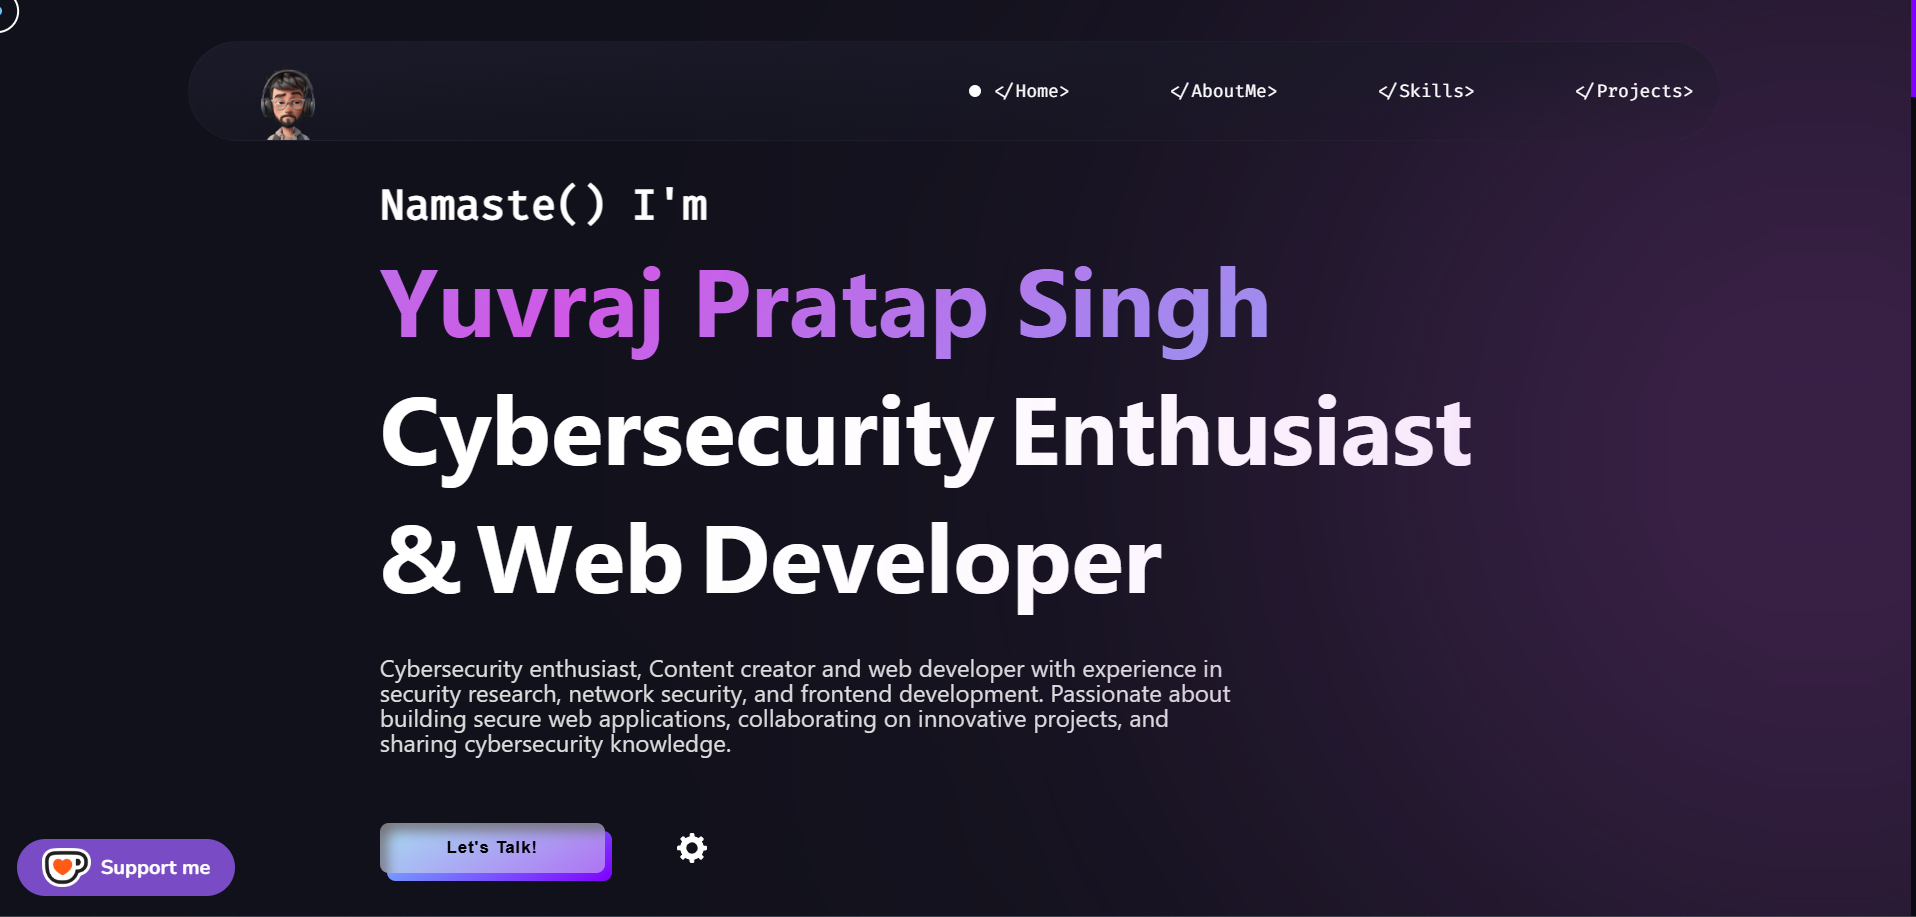 </Home> </AboutMe> </Skills> </Projects>
Namaste() I'm
Yuvraj Pratap Singh
Cybersecurity Enthusiast
& Web Developer
Cybersecurity enthusiast, Content creator and web developer with experience in
security research, network security, and frontend development. Passionate about
building secure web applications, collaborating on innovative projects, and
sharing cybersecurity knowledge.
Let's Talk!
Support me